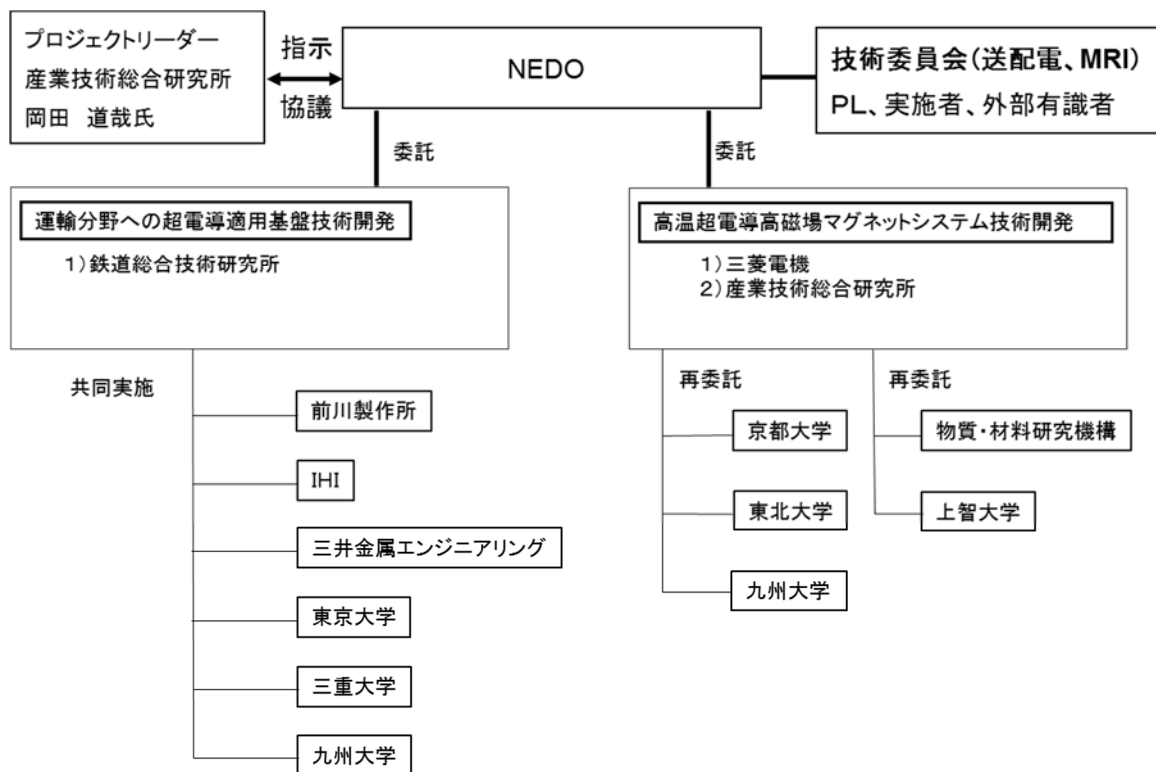 プロジェクトリーダー
産業技術総合研究所
岡田 道哉氏
指示
協議
NEDO
技術委員会(送配電、MRI)
PL、実施者、外部有識者
委託
委託
運輸分野への超電導適用基盤技術開発
1)鉄道総合技術研究所
高温超電導高磁場マグネットシステム技術開発
1)三菱電機
2)産業技術総合研究所
共同実施
前川製作所
IHI
三井金属エンジニアリング
東京大学
三重大学
九州大学
再委託
京都大学
東北大学
九州大学
再委託
物質・材料研究機構
上智大学